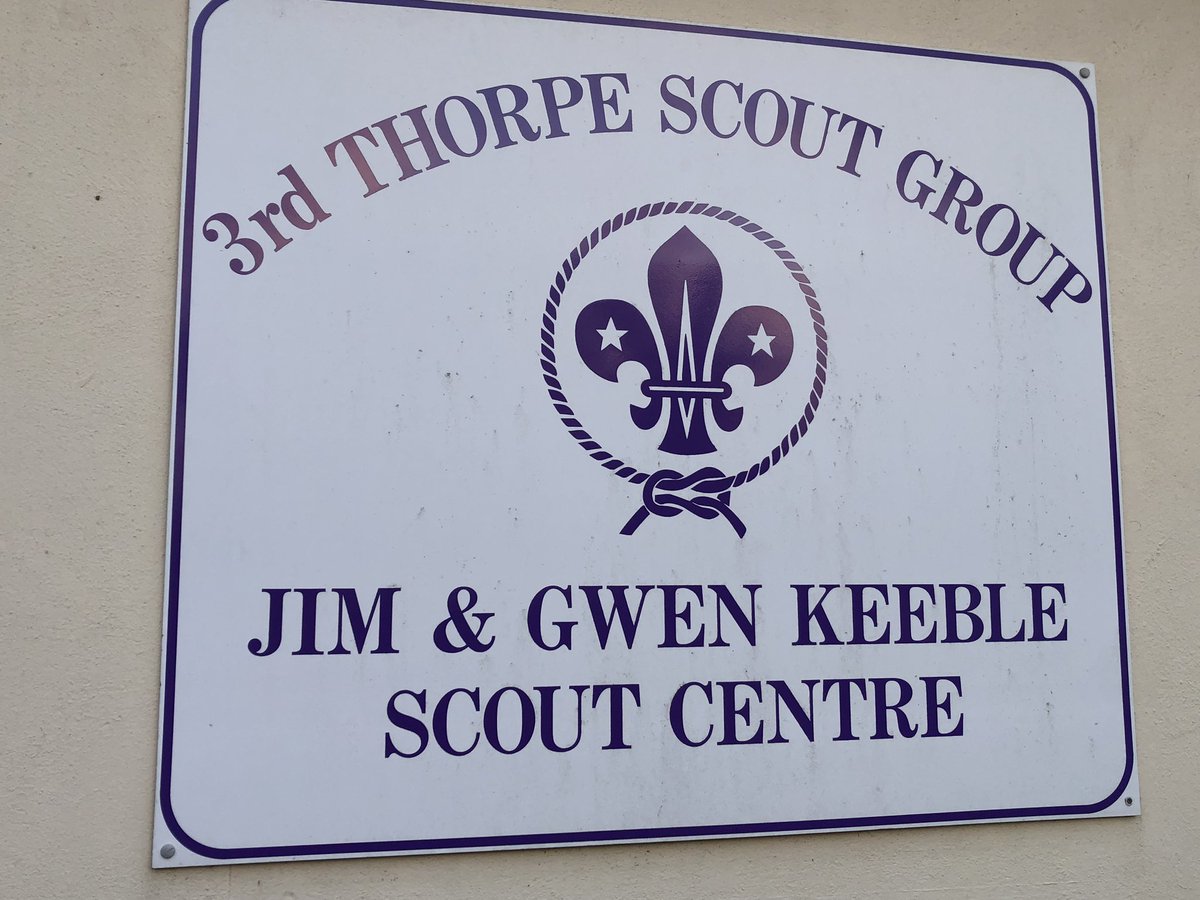 3rd THORPE SCOUT GROUP
JIM & GWEN KEEBLE
SCOUT CENTRE